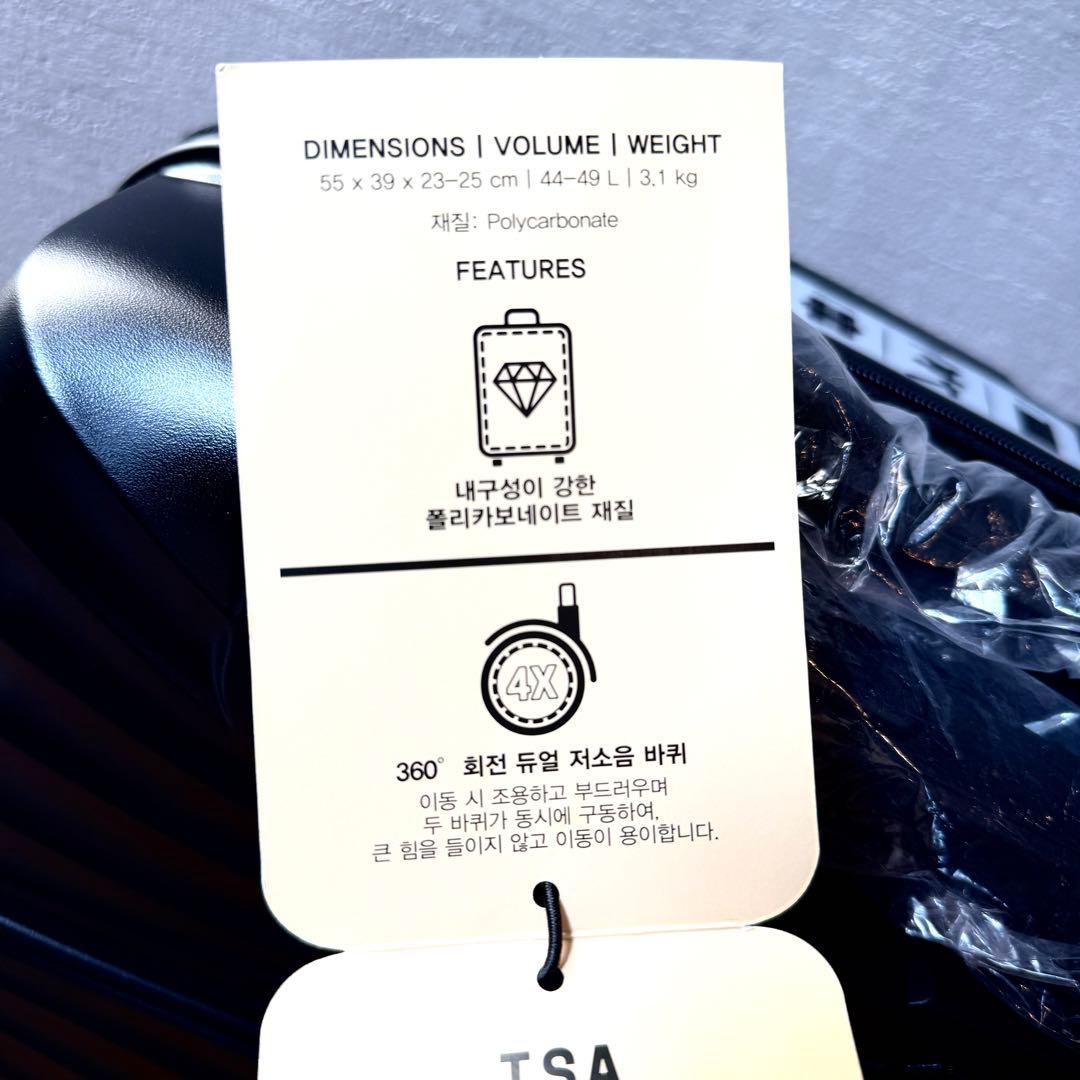 DIMENSIONS | VOLUME | WEIGHT
55 x 39 x 23-25 cm | 44-49 L | 3.1 kg
재질: Polycarbonate
FEATURES
내구성이 강한
폴리카보네이트 재질
4X
360° 회전 듀얼 저소음 바퀴
이동 시 조용하고 부드러우며
두 바퀴가 동시에 구동하여,
큰 힘을 들이지 않고 이동이 용이합니다.
TSA